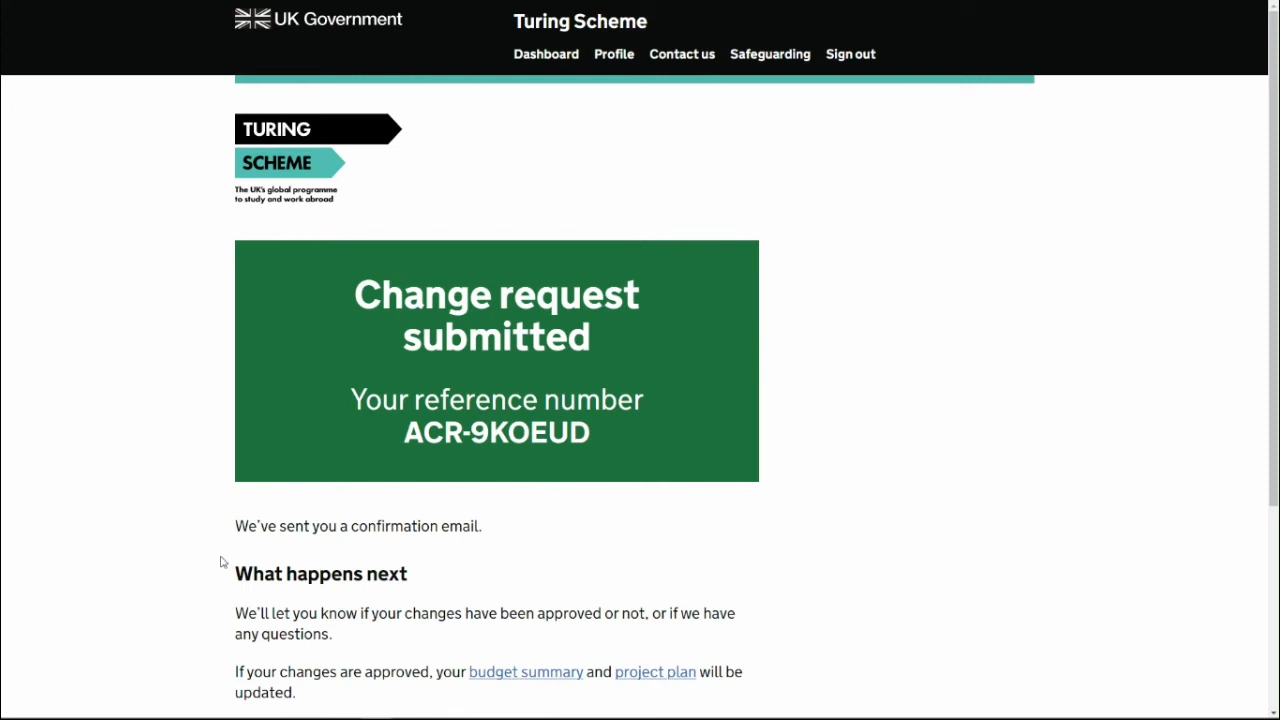 UK Government
Turing Scheme
Dashboard Profile Contact us Safeguarding Sign out
TURING
SCHEME
The UK's global programme
to study and work abroad
Change request
submitted
Your reference number
ACR-9KOEUD
We've sent you a confirmation email.
What happens next
We'll let you know if your changes have been approved or not, or if we have
any questions.
If your changes are approved, your budget summary and project plan will be
updated.